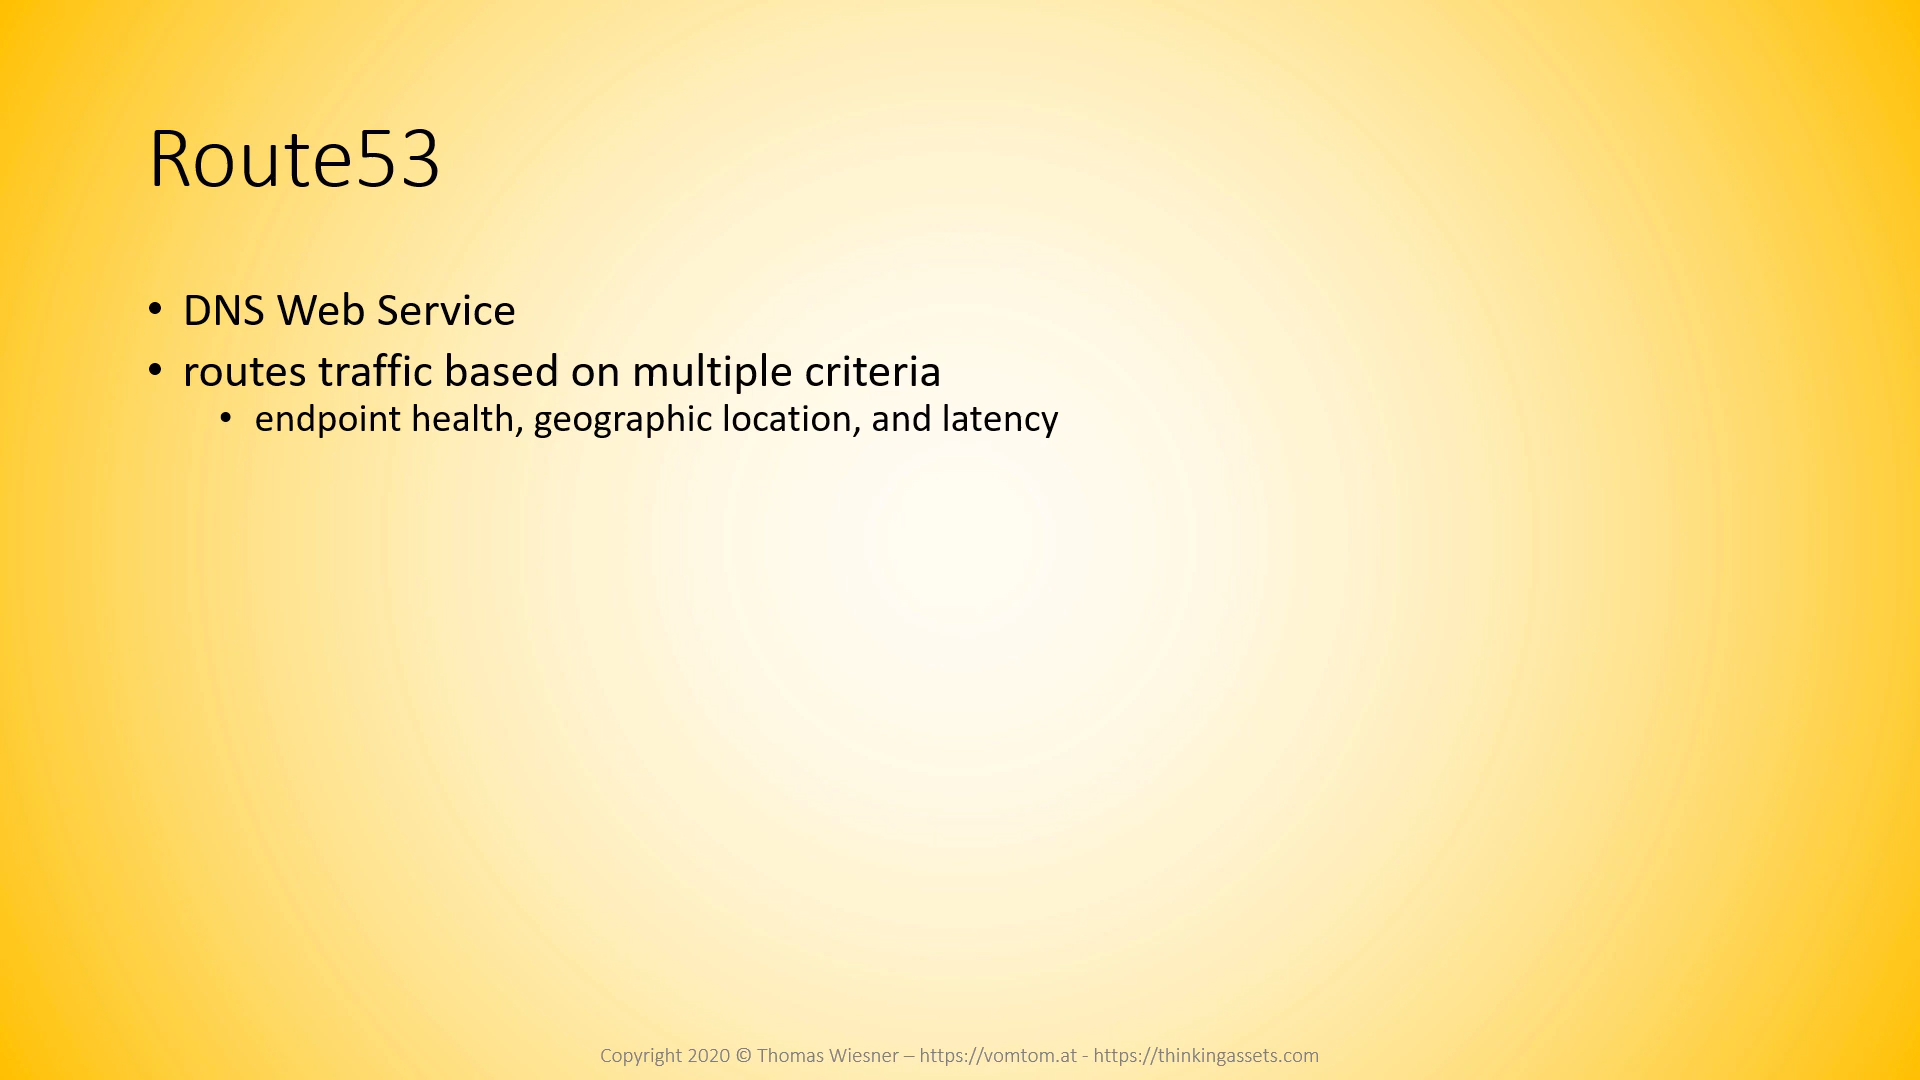 Route53
• DNS Web Service
• routes traffic based on multiple criteria
• endpoint health, geographic location, and latency
Copyright 2020 © Thomas Wiesner – https://vomtom.at - https://thinkingassets.com